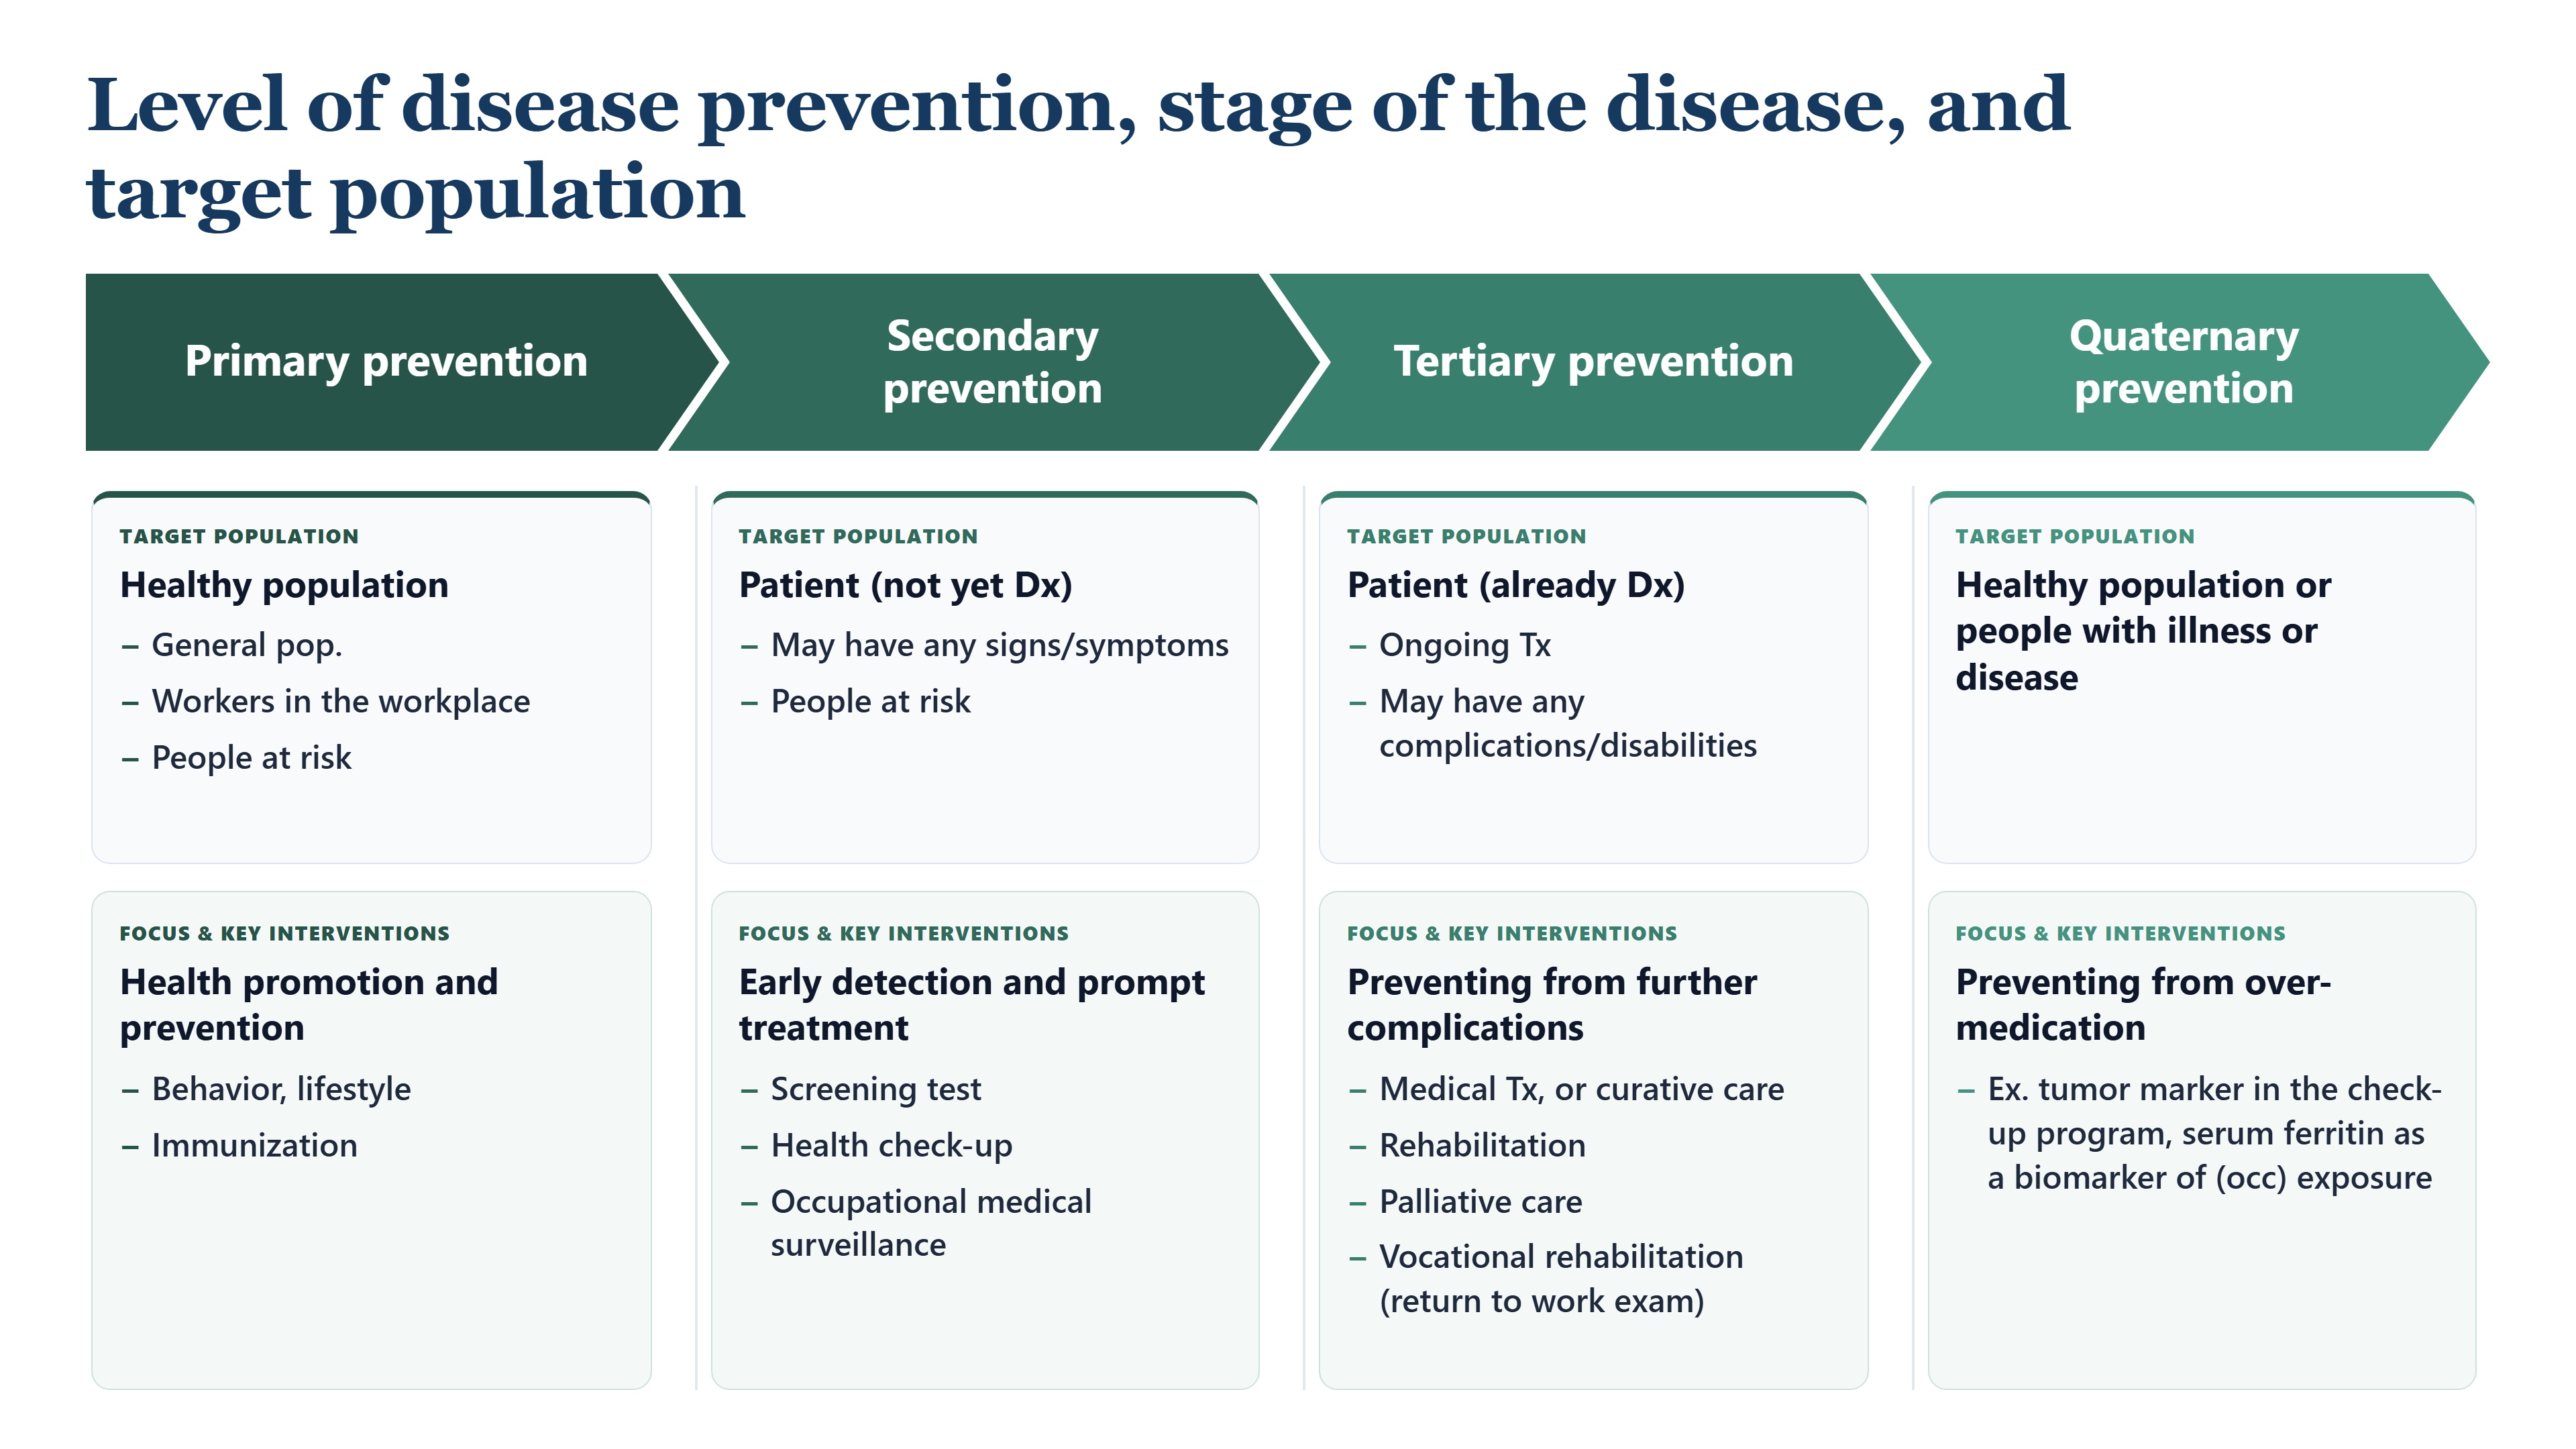 Level of disease prevention, stage of the disease, and
target population
Primary prevention
Secondary
prevention
Tertiary prevention
Quaternary
prevention
TARGET POPULATION
Healthy population
– General pop.
– Workers in the workplace
– People at risk
TARGET POPULATION
Patient (not yet Dx)
– May have any signs/symptoms
– People at risk
TARGET POPULATION
Patient (already Dx)
– Ongoing Tx
– May have any
complications/disabilities
TARGET POPULATION
Healthy population or
people with illness or
disease
FOCUS & KEY INTERVENTIONS
Health promotion and
prevention
– Behavior, lifestyle
– Immunization
FOCUS & KEY INTERVENTIONS
Early detection and prompt
treatment
– Screening test
– Health check-up
– Occupational medical
surveillance
FOCUS & KEY INTERVENTIONS
Preventing from further
complications
– Medical Tx, or curative care
– Rehabilitation
– Palliative care
– Vocational rehabilitation
(return to work exam)
FOCUS & KEY INTERVENTIONS
Preventing from over-
medication
– Ex. tumor marker in the check-
up program, serum ferritin as
a biomarker of (occ) exposure